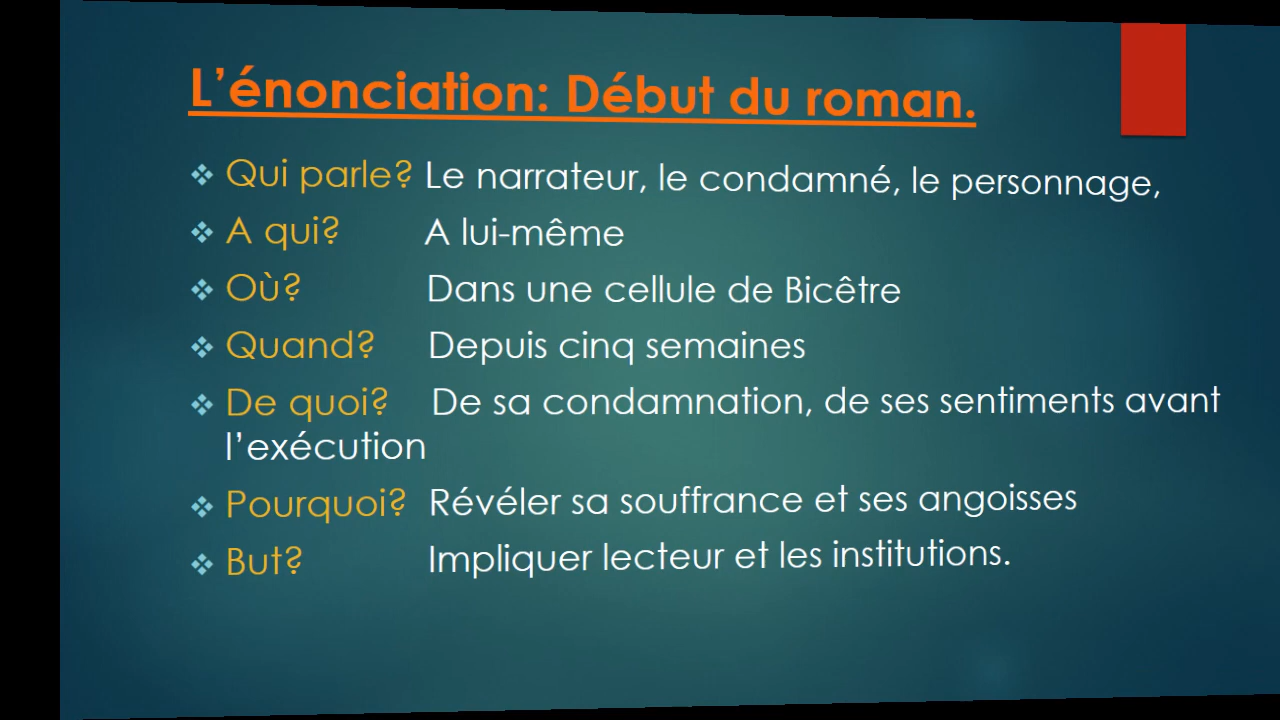 L’énonciation: Début du roman.
❖ Qui parle? Le narrateur, le condamné, le personnage,
❖ A qui? A lui-même
❖ Où? Dans une cellule de Bicêtre
❖ Quand? Depuis cinq semaines
❖ De quoi? De sa condamnation, de ses sentiments avant
l’exécution
❖ Pourquoi? Révéler sa souffrance et ses angoisses
❖ But? Impliquer lecteur et les institutions.